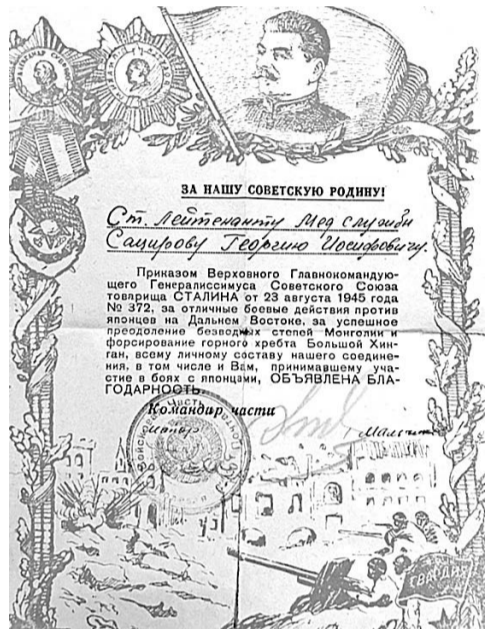 ЗА НАШУ СОВЕТСКУЮ РОДИНУ!
Ст. Лейтенанту Мед службы
Сацирову Георгию Иосифовичу.
Приказом Верховного Главнокомандую-
щего Генералиссимуса Советского Союза
товарища СТАЛИНА от 23 августа 1945 года
№ 372, за отличные боевые действия против
японцев на Дальнем Востоке, за успешное
преодоление безводных степей Монголии и
форсирование горного хребта Большой Хин-
ган, всему личному составу нашего соедине-
ния, в том числе и Вам, принимавшему уча-
стие в боях с японцами, ОБЪЯВЛЕНА БЛА-
ГОДАРНОСТЬ.
Командир части
майор
ГВАРДИЯ